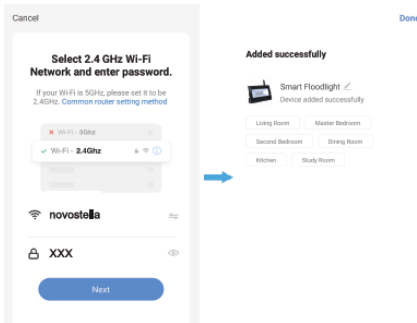 Cancel
Select 2.4 GHz Wi-Fi
Network and enter password.
If your Wi-Fi is 5GHz, please set it to be
2.4GHz. Common router setting method
Wi-Fi - 5Ghz
Wi-Fi - 2.4Ghz
novostella
XXX
Next
Done
Added successfully
Smart Floodlight
Device added successfully
Living Room
Master Bedroom
Second Bedroom
Dining Room
Kitchen
Study Room